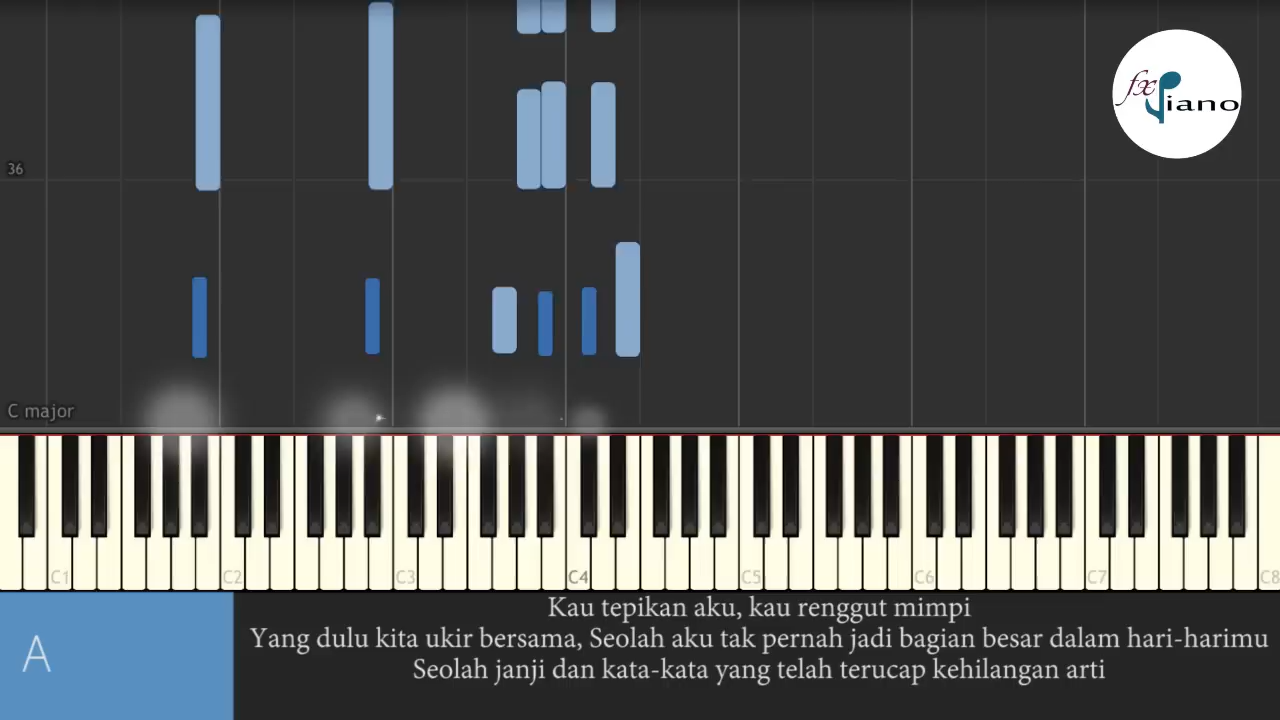 fx
piano
36
C major
C1
C2
C3
C4
C5
C6
C7
C8
A
Kau tepikan aku, kau renggut mimpi
Yang dulu kita ukir bersama, Seolah aku tak pernah jadi bagian besar dalam hari-harimu
Seolah janji dan kata-kata yang telah terucap kehilangan arti